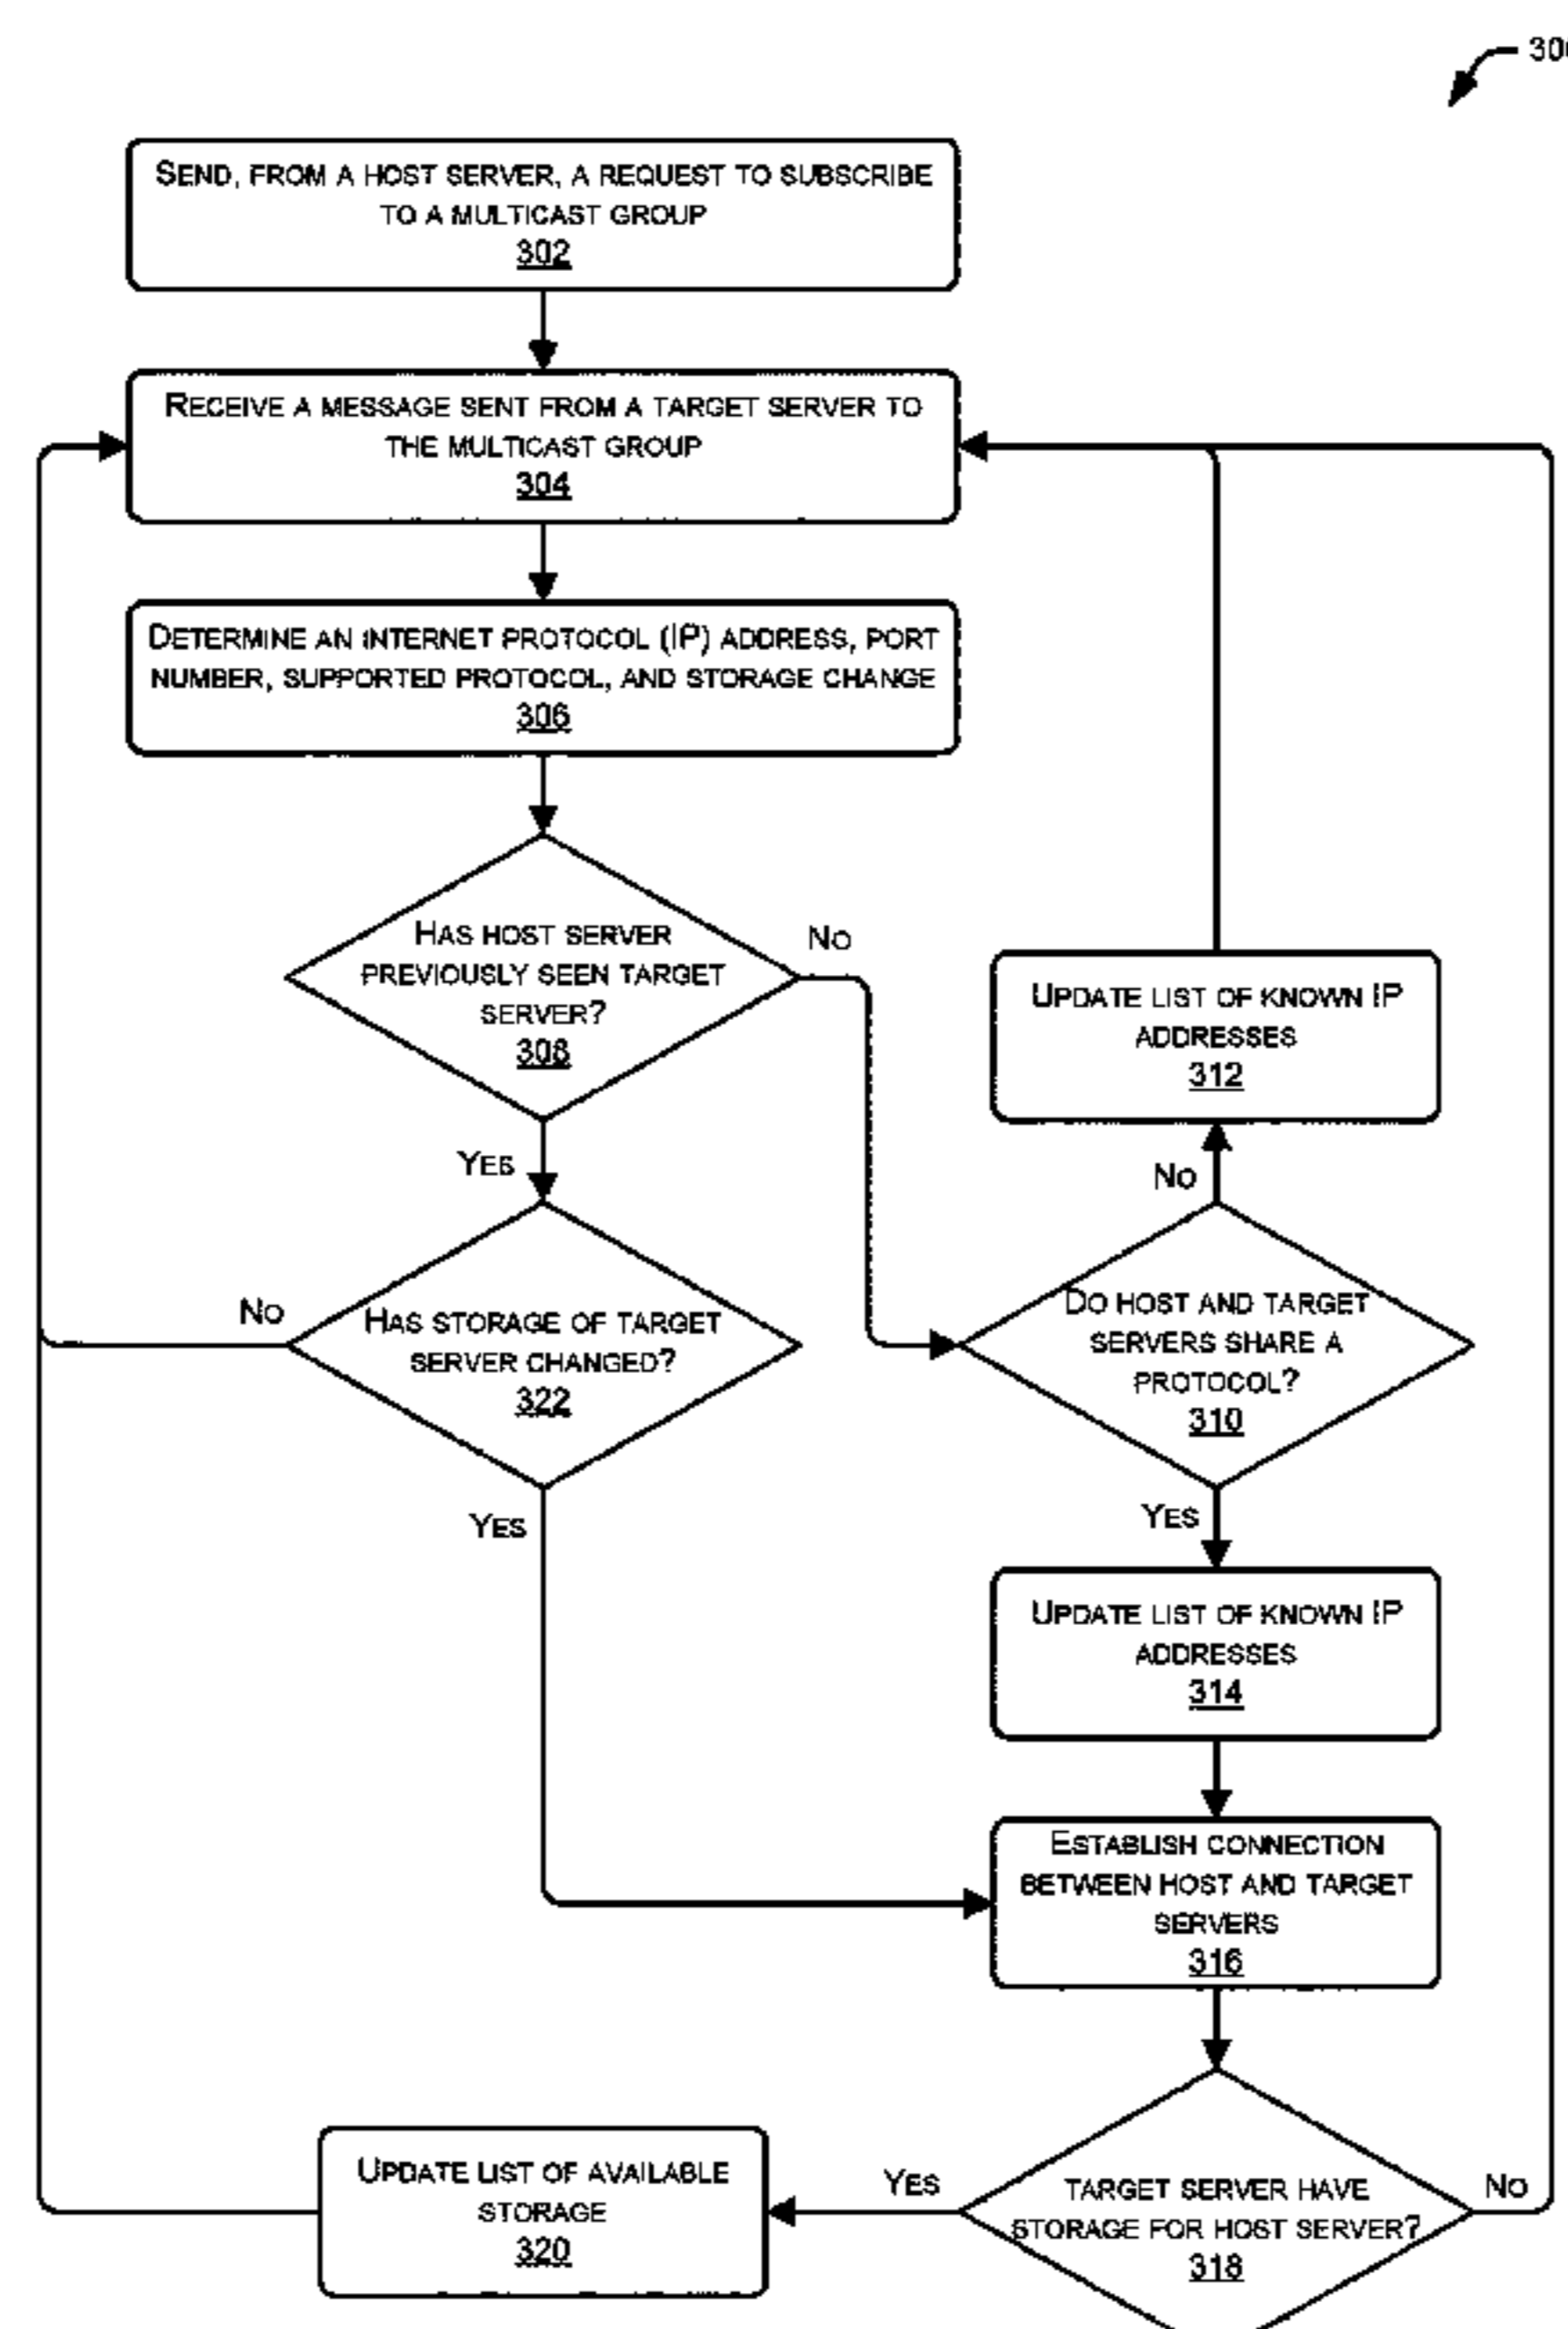 300
SEND, FROM A HOST SERVER, A REQUEST TO SUBSCRIBE
TO A MULTICAST GROUP
302
RECEIVE A MESSAGE SENT FROM A TARGET SERVER TO
THE MULTICAST GROUP
304
DETERMINE AN INTERNET PROTOCOL (IP) ADDRESS, PORT
NUMBER, SUPPORTED PROTOCOL, AND STORAGE CHANGE
306
HAS HOST SERVER
PREVIOUSLY SEEN TARGET
SERVER?
308
NO
UPDATE LIST OF KNOWN IP
ADDRESSES
312
YES
NO
HAS STORAGE OF TARGET
SERVER CHANGED?
322
NO
DO HOST AND TARGET
SERVERS SHARE A
PROTOCOL?
310
YES
YES
UPDATE LIST OF KNOWN IP
ADDRESSES
314
ESTABLISH CONNECTION
BETWEEN HOST AND TARGET
SERVERS
316
UPDATE LIST OF AVAILABLE
STORAGE
320
YES
TARGET SERVER HAVE
STORAGE FOR HOST SERVER?
318
NO